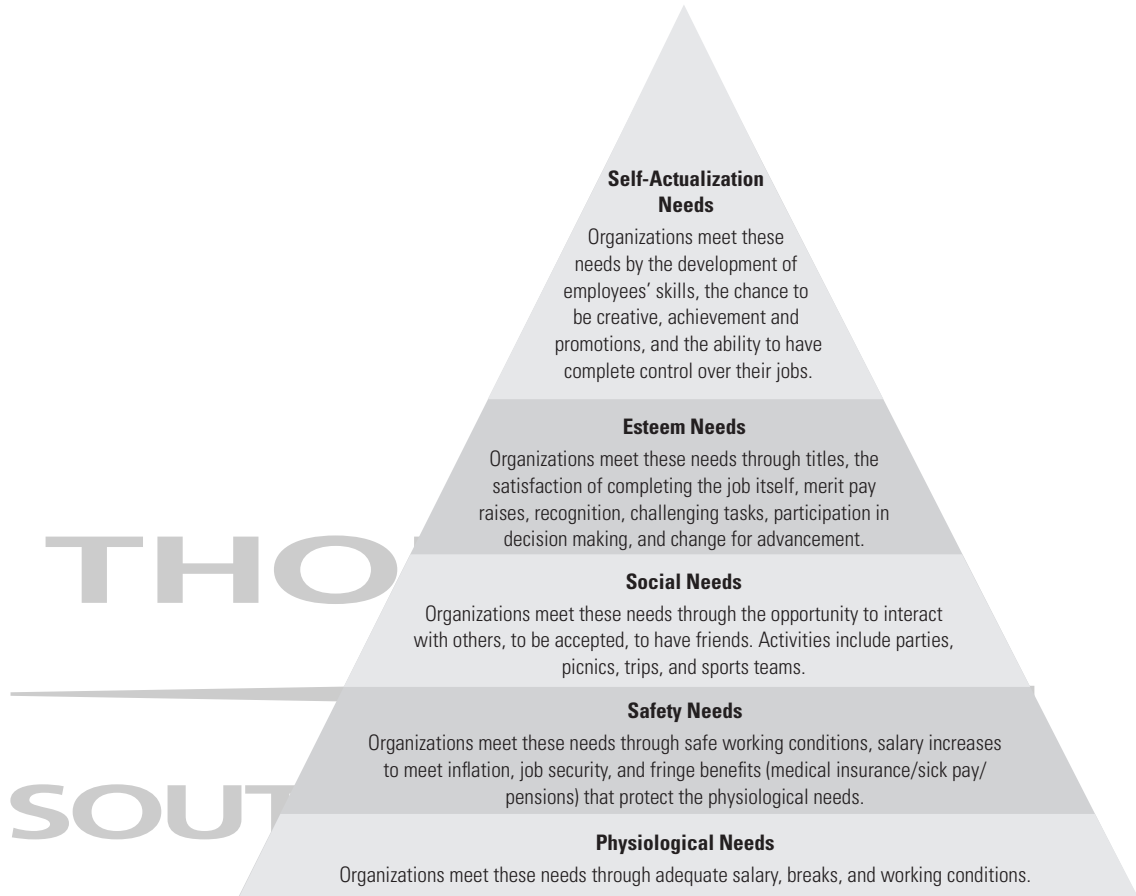 Self-Actualization
Needs
Organizations meet these
needs by the development of
employees’ skills, the chance to
be creative, achievement and
promotions, and the ability to have
complete control over their jobs.
Esteem Needs
Organizations meet these needs through titles, the
satisfaction of completing the job itself, merit pay
raises, recognition, challenging tasks, participation in
decision making, and change for advancement.
THO
Social Needs
Organizations meet these needs through the opportunity to interact
with others, to be accepted, to have friends. Activities include parties,
picnics, trips, and sports teams.
Safety Needs
Organizations meet these needs through safe working conditions, salary increases
to meet inflation, job security, and fringe benefits (medical insurance/sick pay/
pensions) that protect the physiological needs.
SOUT
Physiological Needs
Organizations meet these needs through adequate salary, breaks, and working conditions.